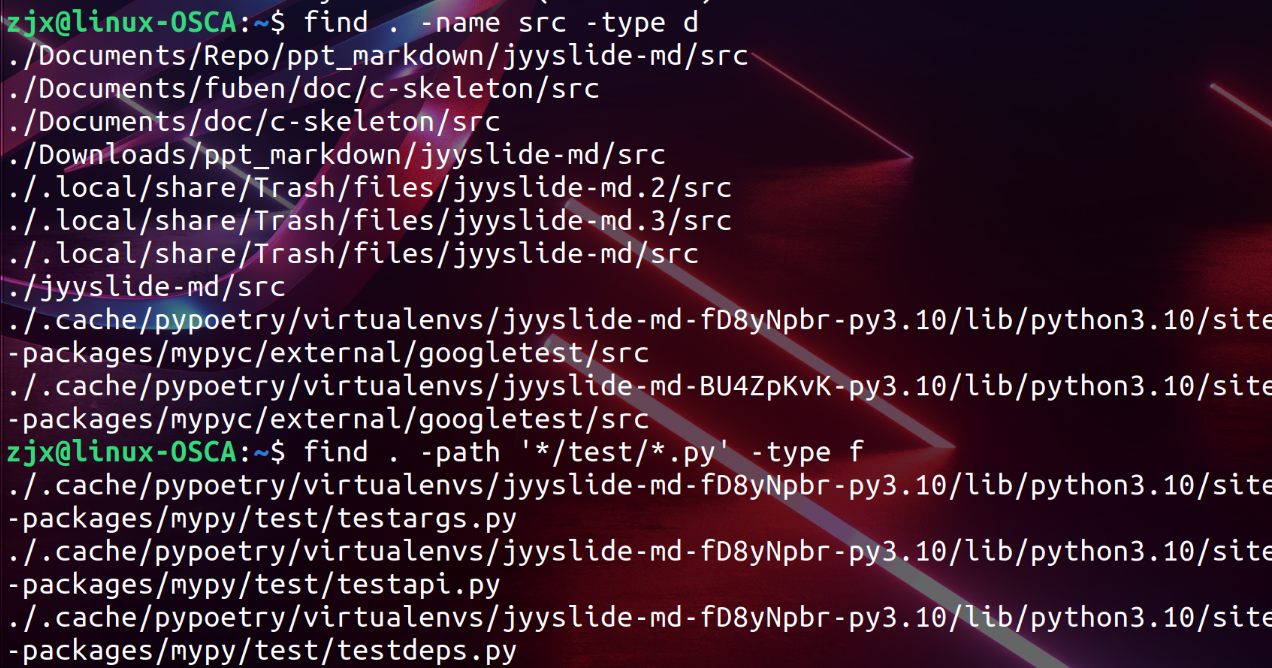 zjx@linux-OSCA:~$ find . -name src -type d
./Documents/Repo/ppt_markdown/jyyslide-md/src
./Documents/fuben/doc/c-skeleton/src
./Documents/doc/c-skeleton/src
./Downloads/ppt_markdown/jyyslide-md/src
./.local/share/Trash/files/jyyslide-md.2/src
./.local/share/Trash/files/jyyslide-md.3/src
./.local/share/Trash/files/jyyslide-md/src
./jyyslide-md/src
./.cache/pypoetry/virtualenvs/jyyslide-md-fD8yNpbr-py3.10/lib/python3.10/site
-packages/mypyc/external/googletest/src
./.cache/pypoetry/virtualenvs/jyyslide-md-BU4ZpKvK-py3.10/lib/python3.10/site
-packages/mypyc/external/googletest/src
zjx@linux-OSCA:~$ find . -path '*/test/*.py' -type f
./.cache/pypoetry/virtualenvs/jyyslide-md-fD8yNpbr-py3.10/lib/python3.10/site
-packages/mypy/test/testargs.py
./.cache/pypoetry/virtualenvs/jyyslide-md-fD8yNpbr-py3.10/lib/python3.10/site
-packages/mypy/test/testapi.py
./.cache/pypoetry/virtualenvs/jyyslide-md-fD8yNpbr-py3.10/lib/python3.10/site
-packages/mypy/test/testdeps.py